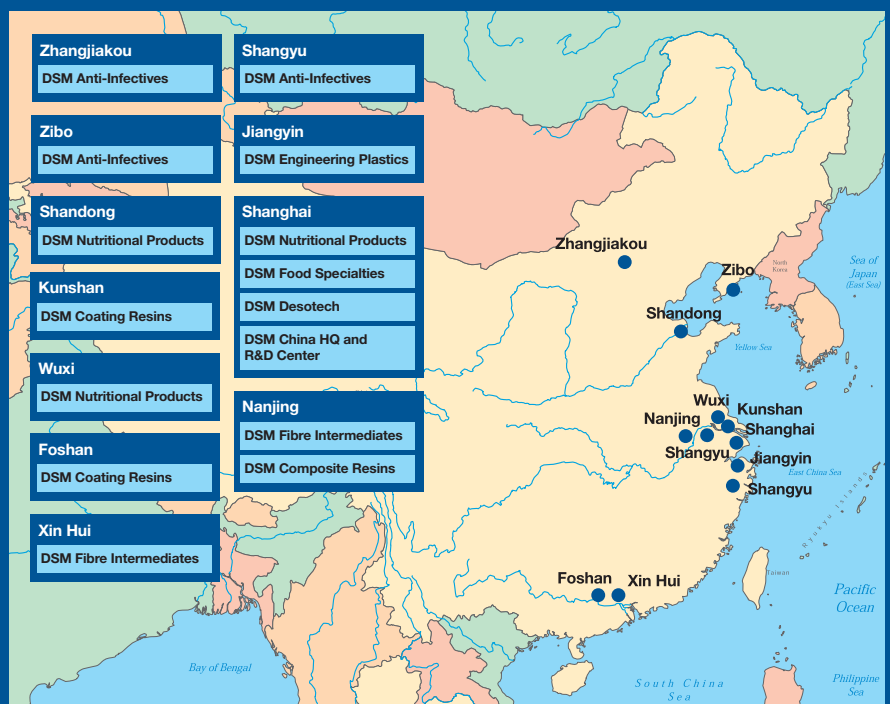 Zhangjiakou
DSM Anti-Infectives
Zibo
DSM Anti-Infectives
Shandong
DSM Nutritional Products
Kunshan
DSM Coating Resins
Wuxi
DSM Nutritional Products
Foshan
DSM Coating Resins
Xin Hui
DSM Fibre Intermediates
Shangyu
DSM Anti-Infectives
Jiangyin
DSM Engineering Plastics
Shanghai
DSM Nutritional Products
DSM Food Specialties
DSM Desotech
DSM China HQ and
R&D Center
Nanjing
DSM Fibre Intermediates
DSM Composite Resins
Zhangjiakou
Zibo
Shandong
North
Korea
Sea of
Japan
(East Sea)
Yellow Sea
Wuxi
Kunshan
Nanjing
Shanghai
Shangyu
Jiangyin
East China Sea
Shangyu
Ryukyu Islands
Foshan
Xin Hui
Taiwan
Pacific
Ocean
Bay of Bengal
South China
Sea
Philippine
Sea